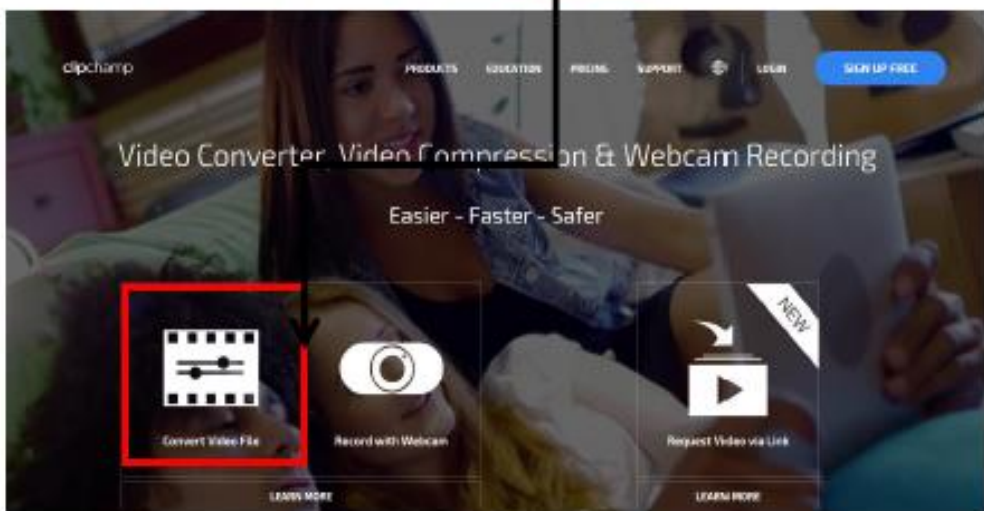 clipchamp
PRODUCTS EDUCATION PRICING SUPPORT LOGIN SIGN UP FREE
Video Converter, Video Compression & Webcam Recording
Easier - Faster - Safer
NEW
Convert Video File Record with Webcam Request Video via Link
LEARN MORE LEARN MORE